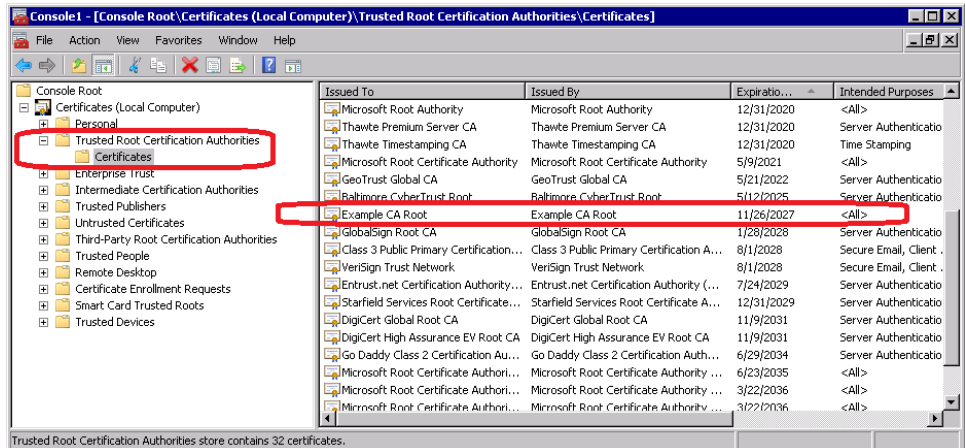 Console1 - [Console Root\Certificates (Local Computer)\Trusted Root Certification Authorities\Certificates]
File Action View Favorites Window Help
Console Root
Certificates (Local Computer)
Personal
Trusted Root Certification Authorities
Certificates
Enterprise Trust
Intermediate Certification Authorities
Trusted Publishers
Untrusted Certificates
Third-Party Root Certification Authorities
Trusted People
Remote Desktop
Certificate Enrollment Requests
Smart Card Trusted Roots
Trusted Devices
Issued To Issued By Expiratio... Intended Purposes
Microsoft Root Authority Microsoft Root Authority 12/31/2020 <All>
Thawte Premium Server CA Thawte Premium Server CA 12/31/2020 Server Authenticatio
Thawte Timestamping CA Thawte Timestamping CA 12/31/2020 Time Stamping
Microsoft Root Certificate Authority Microsoft Root Certificate Authority 5/9/2021 <All>
GeoTrust Global CA GeoTrust Global CA 5/21/2022 Server Authenticatio
Baltimore CyberTrust Root Baltimore CyberTrust Root 5/12/2025 Server Authenticatio
Example CA Root Example CA Root 11/26/2027 <All>
GlobalSign Root CA GlobalSign Root CA 1/28/2028 Server Authenticatio
Class 3 Public Primary Certification... Class 3 Public Primary Certification A... 8/1/2028 Secure Email, Client .
VeriSign Trust Network VeriSign Trust Network 8/1/2028 Secure Email, Client .
Entrust.net Certification Authority... Entrust.net Certification Authority (... 7/24/2029 Server Authenticatio
Starfield Services Root Certificate... Starfield Services Root Certificate A... 12/31/2029 Server Authenticatio
DigiCert Global Root CA DigiCert Global Root CA 11/9/2031 Server Authenticatio
DigiCert High Assurance EV Root CA DigiCert High Assurance EV Root CA 11/9/2031 Server Authenticatio
Go Daddy Class 2 Certification Au... Go Daddy Class 2 Certification Auth... 6/29/2034 Server Authenticatio
Microsoft Root Certificate Authori... Microsoft Root Certificate Authority ... 6/23/2035 <All>
Microsoft Root Certificate Authori... Microsoft Root Certificate Authority ... 3/22/2036 <All>
Microsoft Root Certificate Authori... Microsoft Root Certificate Authority ... 3/22/2036 <All>
Trusted Root Certification Authorities store contains 32 certificates.